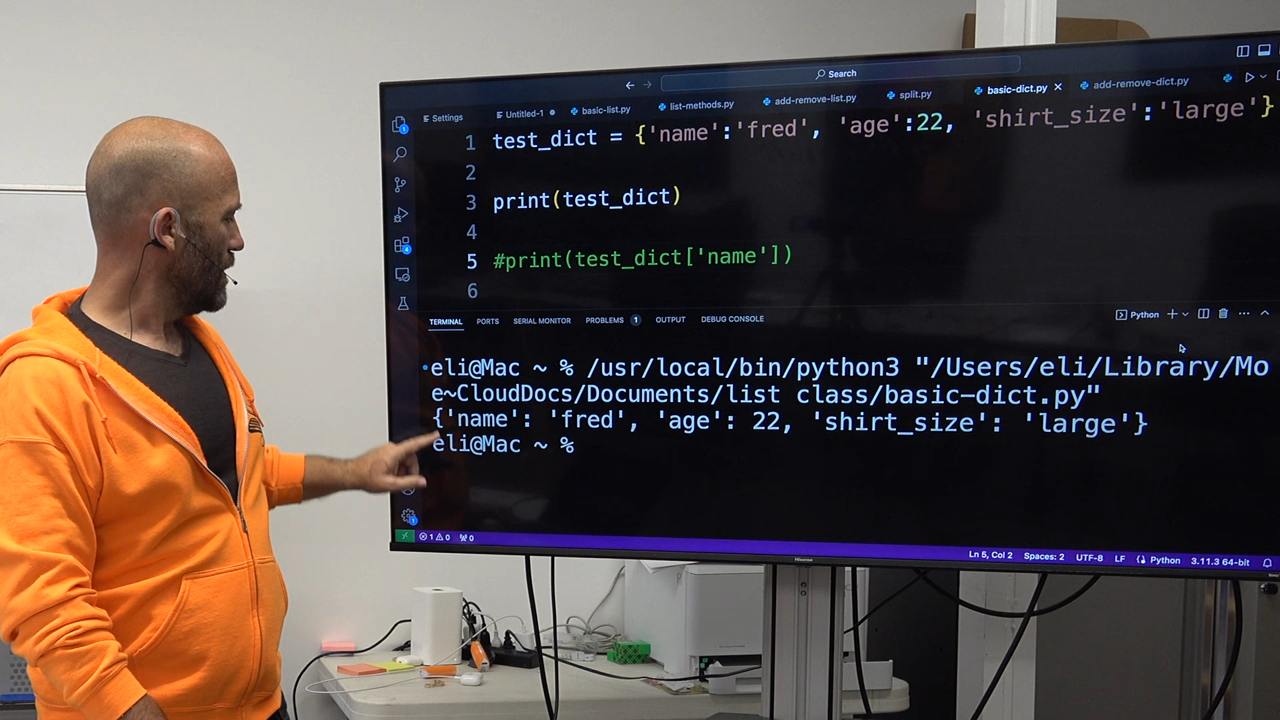 Search
Settings
Untitled-1
basic-list.py
list-methods.py
add-remove-list.py
split.py
basic-dict.py
add-remove-dict.py
1 test_dict = {'name':'fred', 'age':22, 'shirt_size':'large'}
2
3 print(test_dict)
4
5 #print(test_dict['name'])
6
TERMINAL PORTS SERIAL MONITOR PROBLEMS 1 OUTPUT DEBUG CONSOLE
Python
eli@Mac ~ % /usr/local/bin/python3 "/Users/eli/Library/Mo
e~CloudDocs/Documents/list class/basic-dict.py"
{'name': 'fred', 'age': 22, 'shirt_size': 'large'}
eli@Mac ~ %
1 0 0 Ln 5, Col 2 Spaces: 2 UTF-8 LF Python 3.11.3 64-bit
Hisense